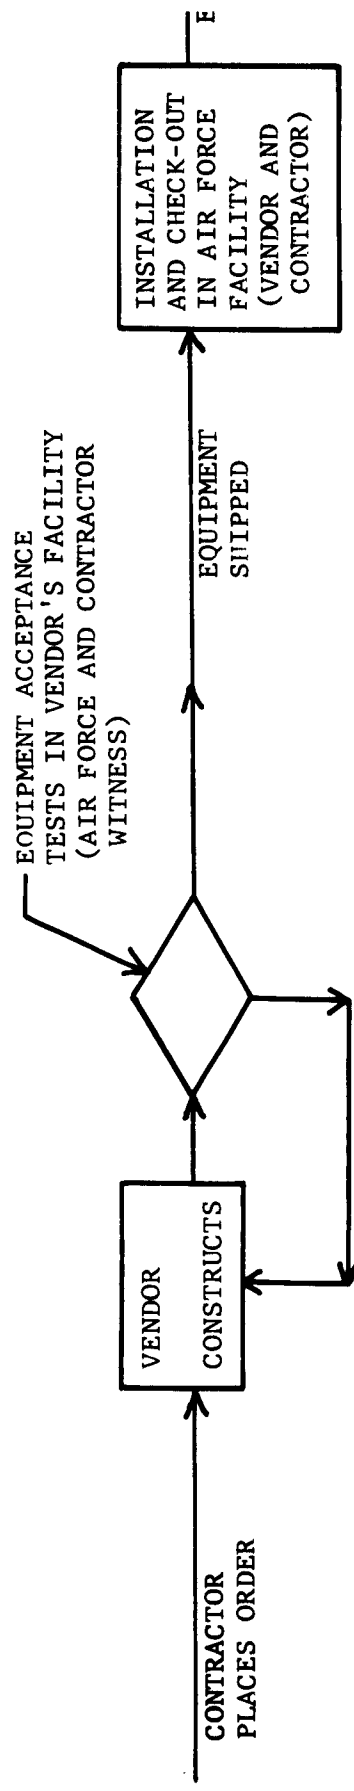 CONTRACTOR
PLACES ORDER
VENDOR
CONSTRUCTS
EQUIPMENT ACCEPTANCE
TESTS IN VENDOR'S FACILITY
(AIR FORCE AND CONTRACTOR
WITNESS)
EQUIPMENT
SHIPPED
INSTALLATION
AND CHECK-OUT
IN AIR FORCE
FACILITY
(VENDOR AND
CONTRACTOR)
E